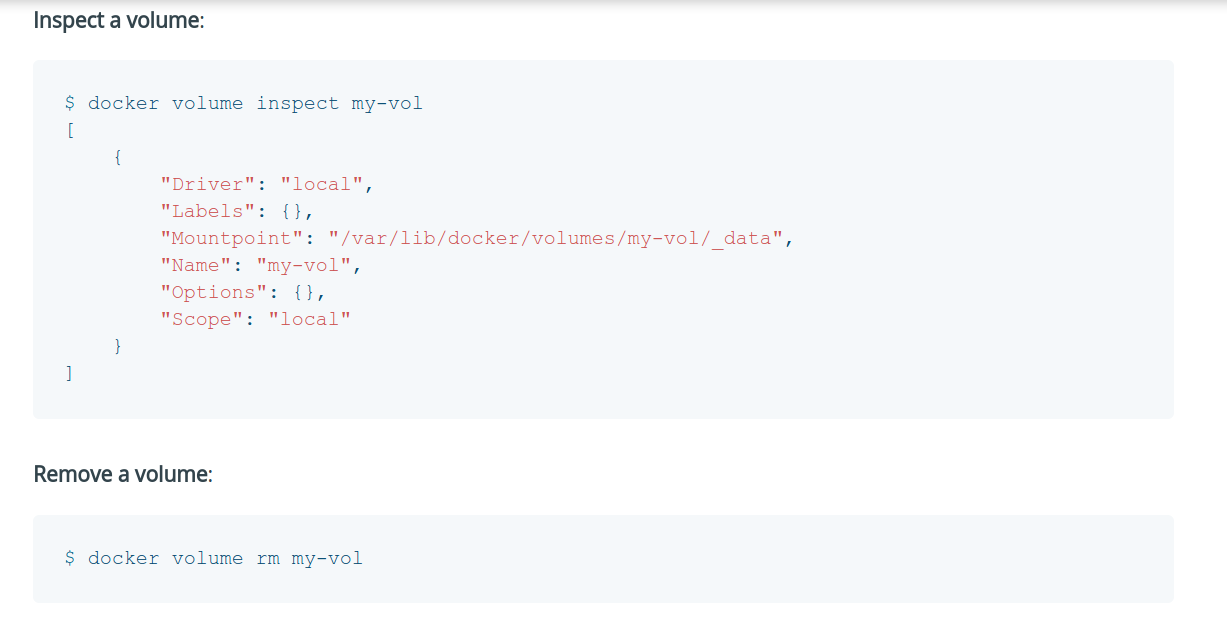 Inspect a volume:
$ docker volume inspect my-vol
[
    {
        "Driver": "local",
        "Labels": {},
        "Mountpoint": "/var/lib/docker/volumes/my-vol/_data",
        "Name": "my-vol",
        "Options": {},
        "Scope": "local"
    }
]
Remove a volume:
$ docker volume rm my-vol